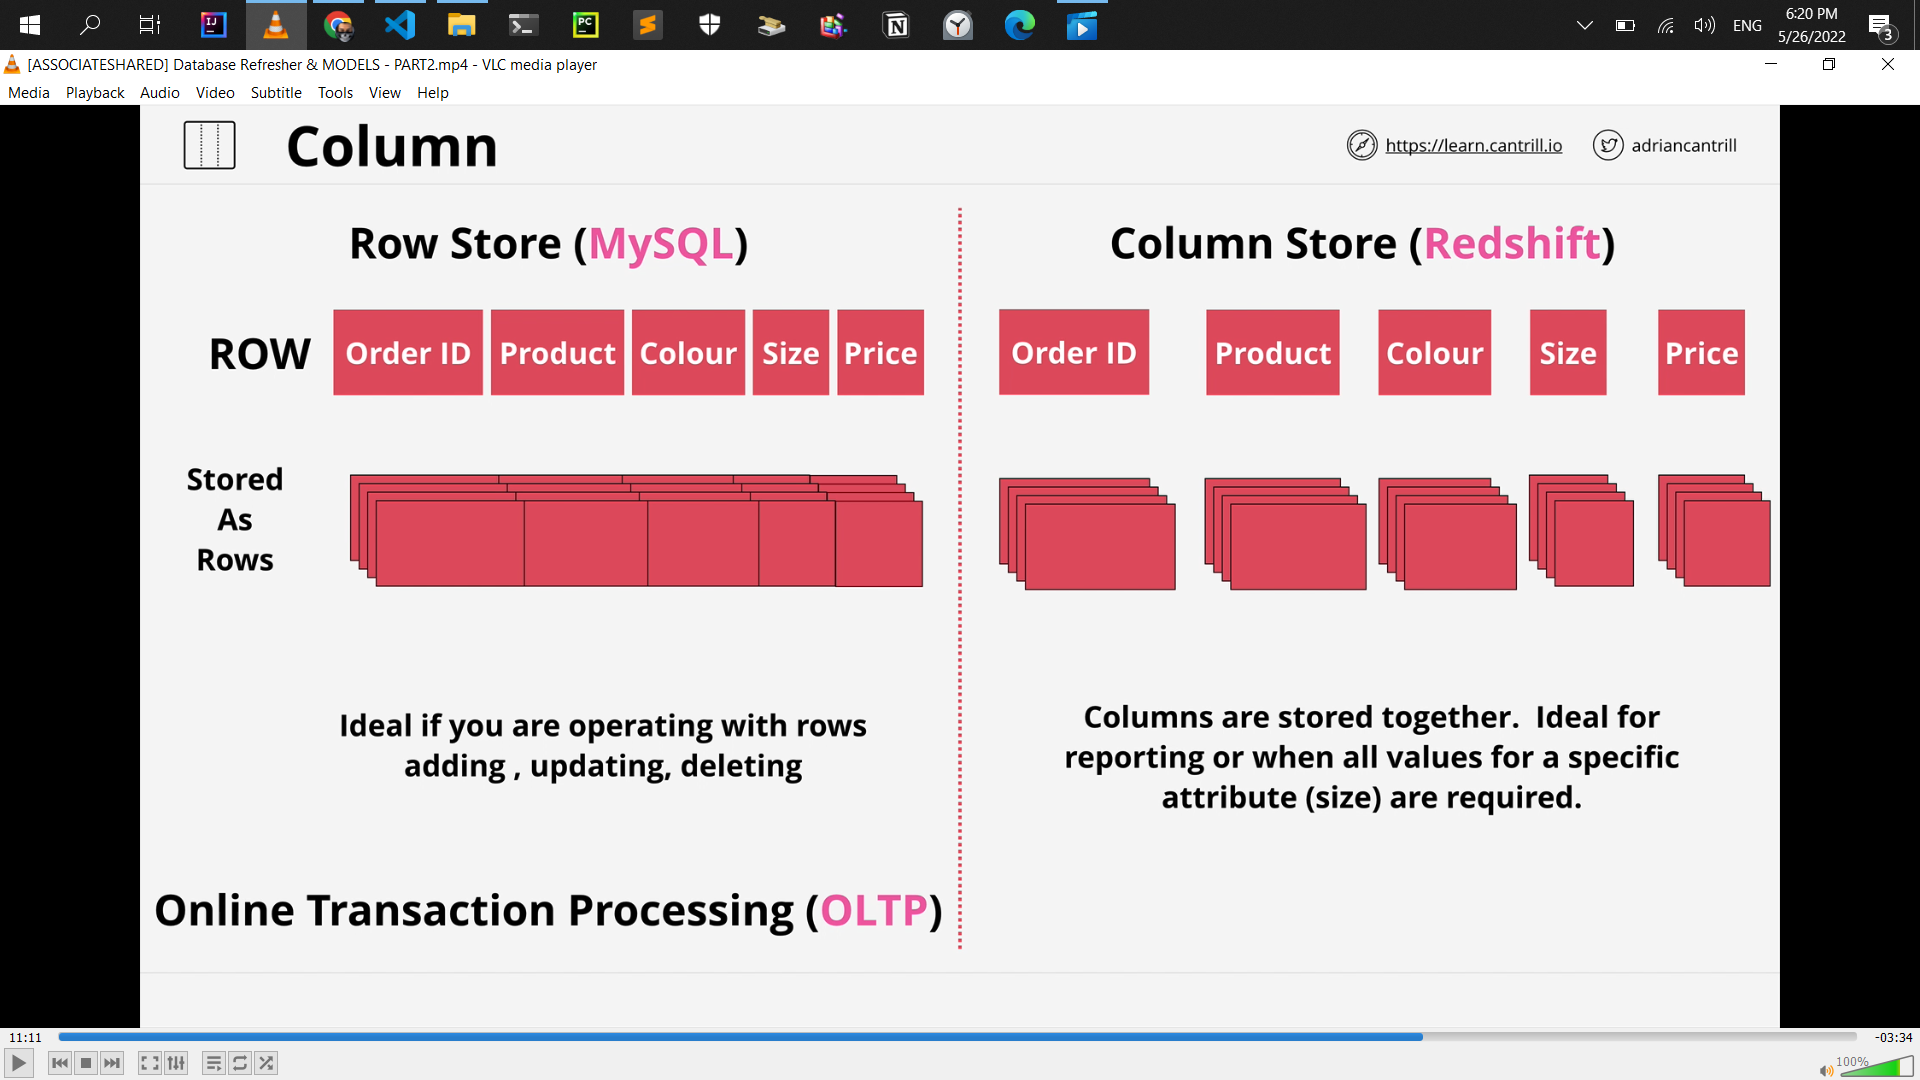 IJ
PC
ENG
6:20 PM
5/26/2022
3
[ASSOCIATESHARED] Database Refresher & MODELS - PART2.mp4 - VLC media player
Media Playback Audio Video Subtitle Tools View Help
Column
https://learn.cantrill.io
adriancantrill
Row Store (MySQL)
ROW
Order ID Product Colour Size Price
Stored
As
Rows
Ideal if you are operating with rows
adding , updating, deleting
Online Transaction Processing (OLTP)
Column Store (Redshift)
Order ID Product Colour Size Price
Columns are stored together. Ideal for
reporting or when all values for a specific
attribute (size) are required.
11:11
-03:34
100%